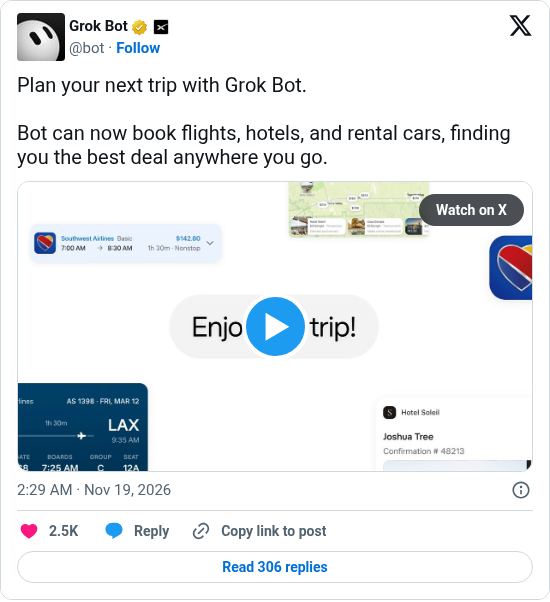 Grok Bot
@bot · Follow
Plan your next trip with Grok Bot.
Bot can now book flights, hotels, and rental cars, finding
you the best deal anywhere you go.
Watch on X
Southwest Airlines Basic $142.80
7:00 AM → 8:30 AM 1h 30m · Nonstop
Enjo trip!
lines AS 1398 · FRI, MAR 12
1h 30m LAX
9:35 AM
BOARDS GROUP SEAT
7:25 AM C 12A
Hotel Soleil
Joshua Tree
Confirmation # 48213
2:29 AM · Nov 19, 2026
2.5K Reply Copy link to post
Read 306 replies